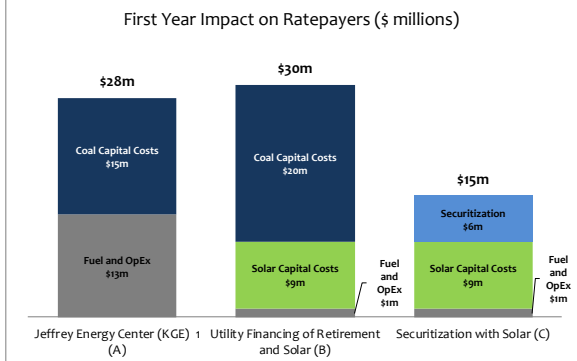 First Year Impact on Ratepayers ($ millions)
$28m
$30m
$15m
Coal Capital Costs
$15m
Fuel and OpEx
$13m
Coal Capital Costs
$20m
Solar Capital Costs
$9m
Fuel
and
OpEx
$1m
Securitization
$6m
Solar Capital Costs
$9m
Fuel
and
OpEx
$1m
Jeffrey Energy Center (KGE) 1
(A)
Utility Financing of Retirement
and Solar (B)
Securitization with Solar (C)